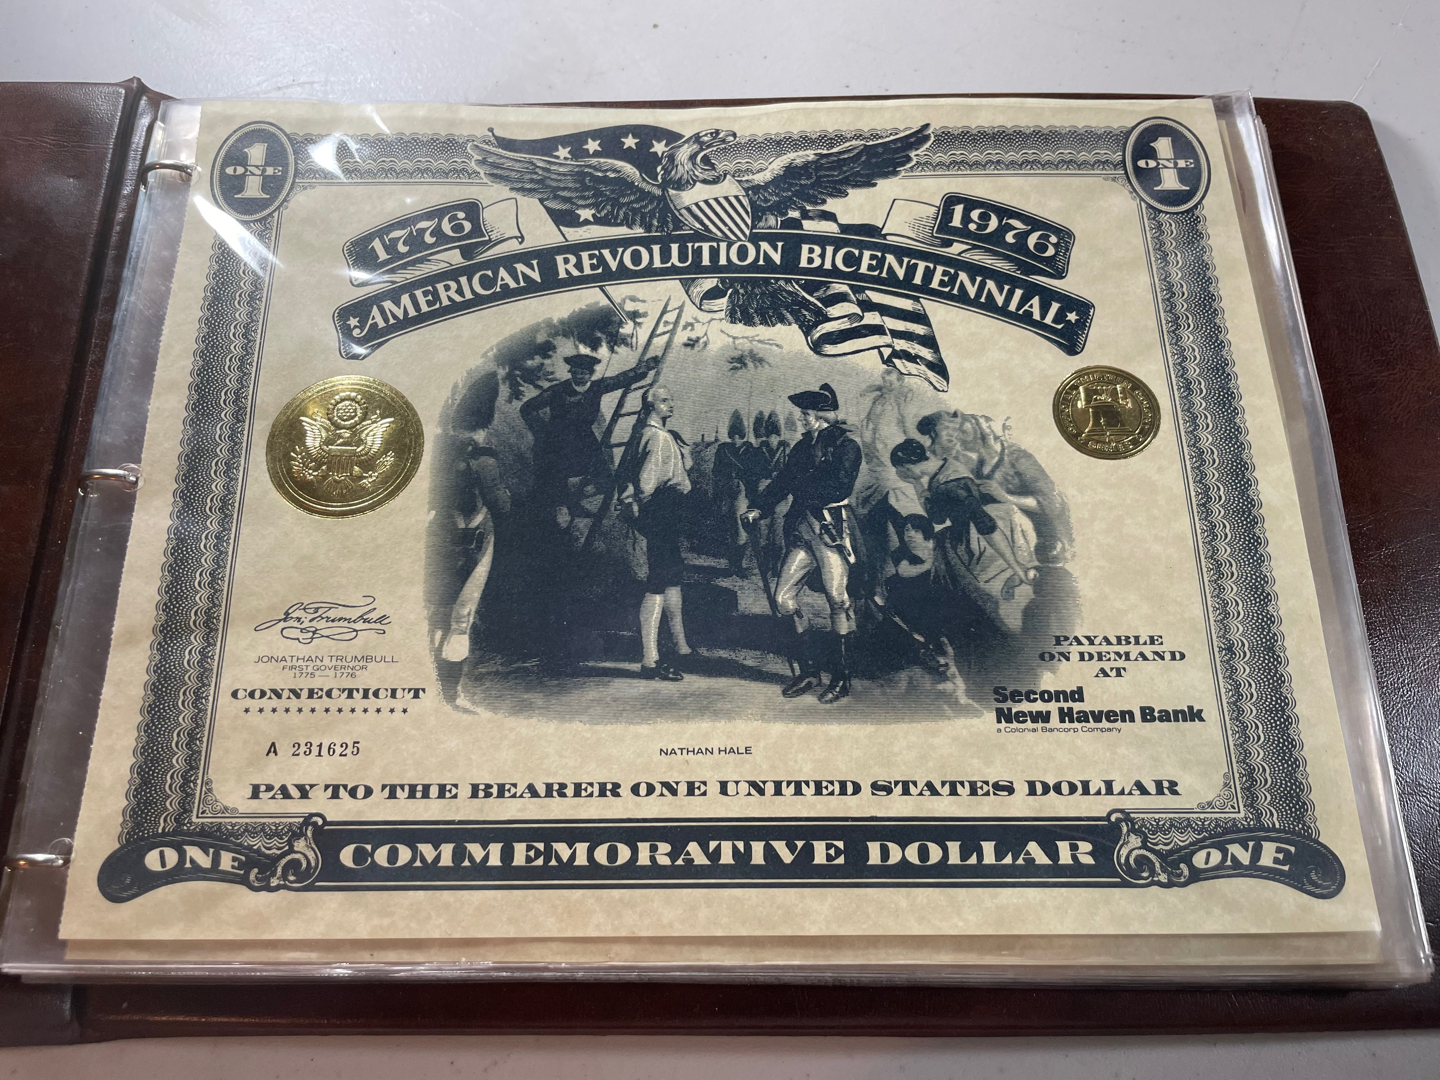 1 ONE
1 ONE
1776
1976
AMERICAN REVOLUTION BICENTENNIAL
Jon; Trumbull
JONATHAN TRUMBULL
FIRST GOVERNOR
1775 — 1776
CONNECTICUT
PAYABLE
ON DEMAND
AT
Second
New Haven Bank
a Colonial Bancorp Company
A 231625
NATHAN HALE
PAY TO THE BEARER ONE UNITED STATES DOLLAR
ONE
COMMEMORATIVE DOLLAR
ONE